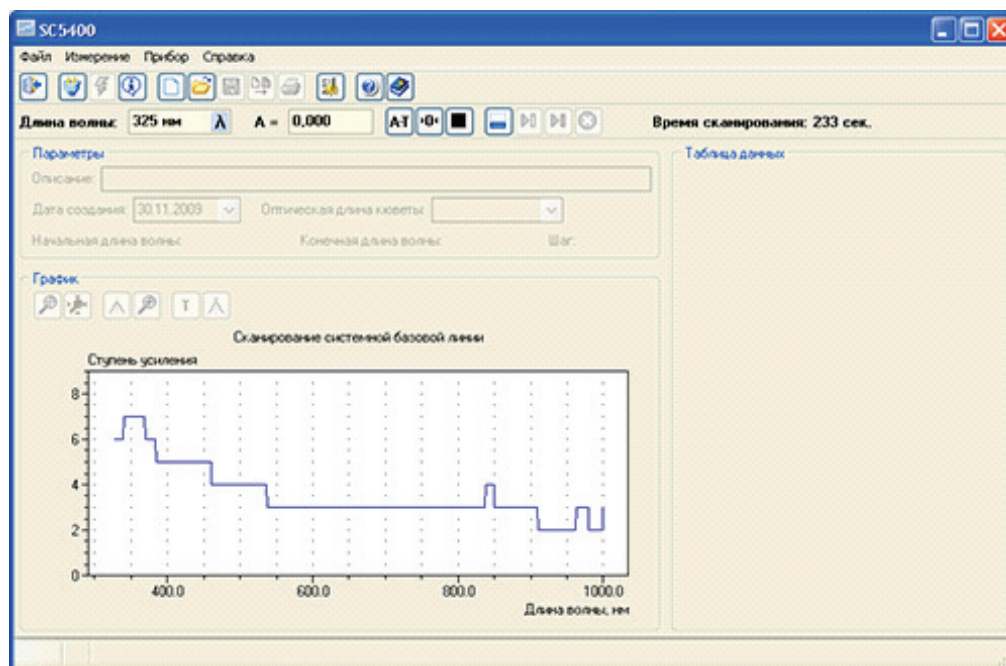 SC5400
Файл Измерение Прибор Справка
Длина волны: 325 нм λ A = 0,000 A-T ·0· Время сканирования: 233 сек.
Параметры
Таблица данных
Описание:
Дата создания: 30.11.2009 Оптическая длина кюветы:
Начальная длина волны: Конечная длина волны: Шаг:
График
T
Сканирование системной базовой линии
Ступень усиления
8
6
4
2
0
400.0 600.0 800.0 1000.0
Длина волны, нм